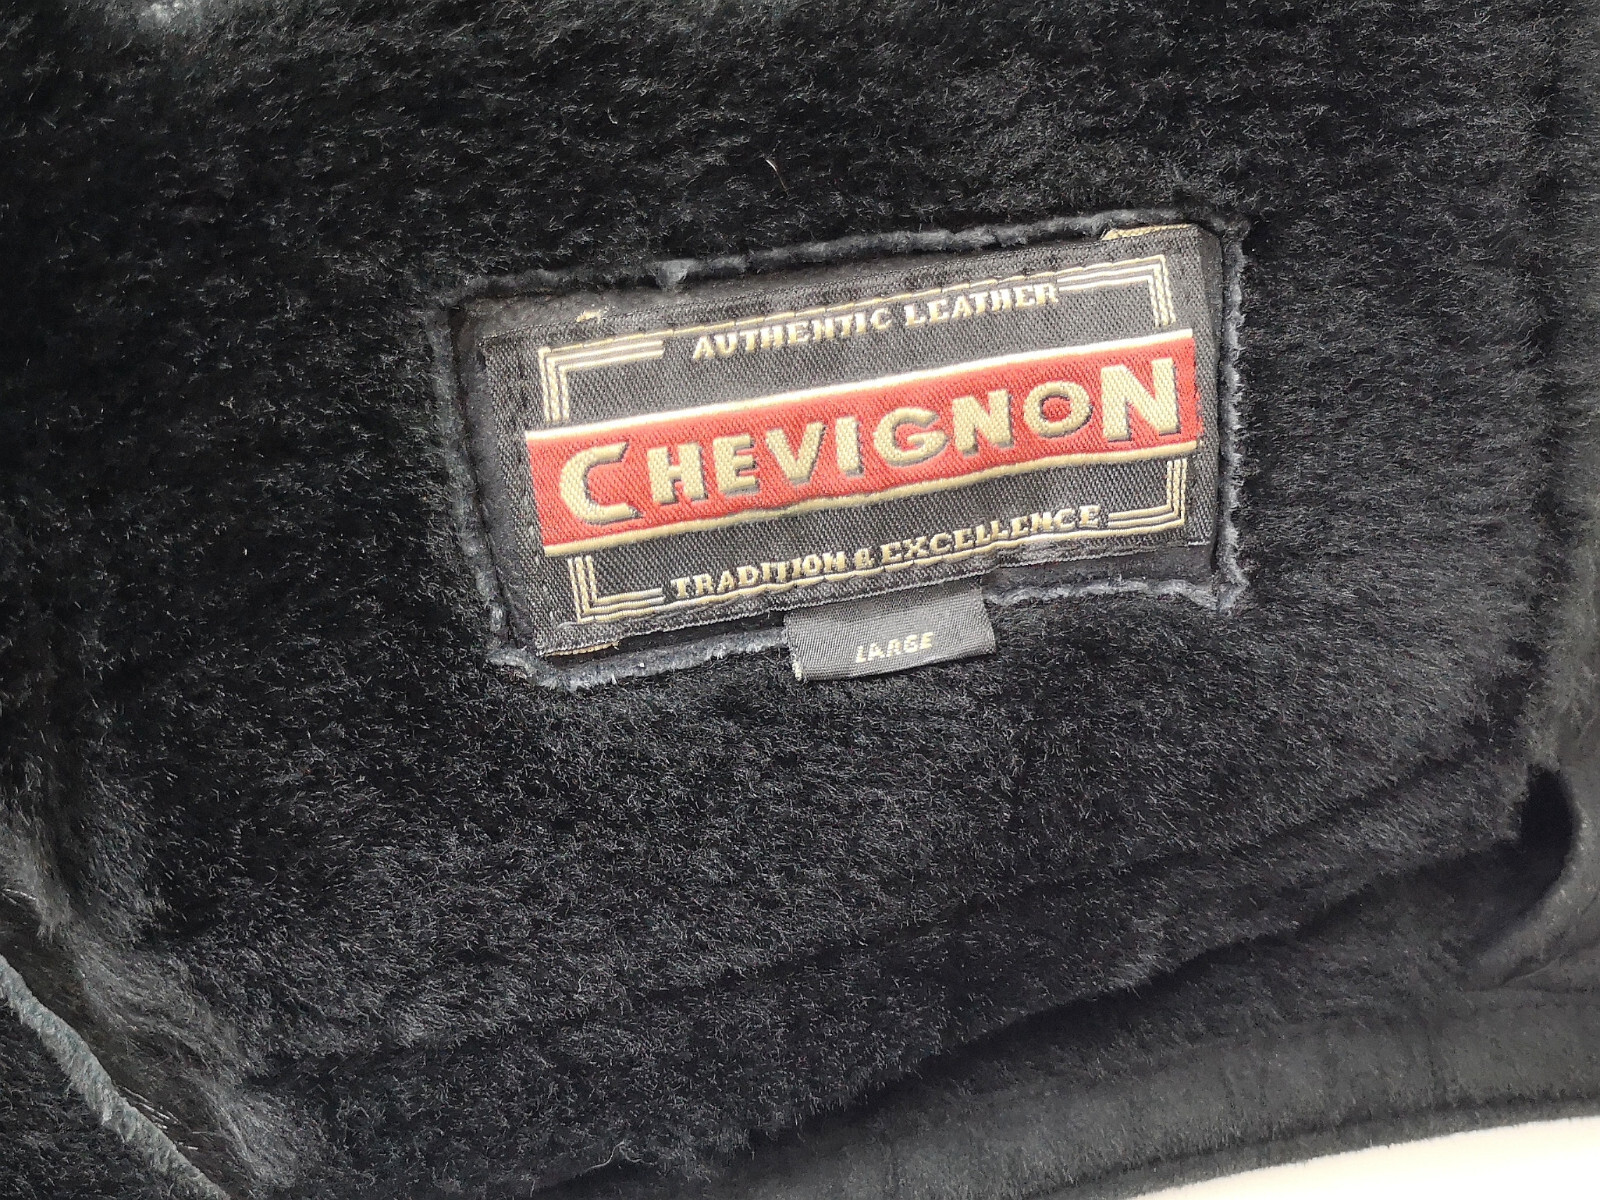 AUTHENTIC LEATHER
CHEVIGNON
TRADITION & EXCELLENCE
LARGE